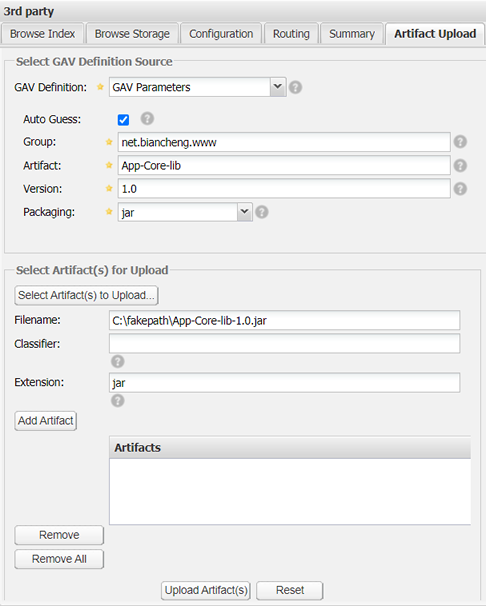 3rd party
Browse Index Browse Storage Configuration Routing Summary Artifact Upload
Select GAV Definition Source
GAV Definition: GAV Parameters ?
Auto Guess: ?
Group: net.biancheng.www ?
Artifact: App-Core-lib ?
Version: 1.0 ?
Packaging: jar ?
Select Artifact(s) for Upload
Select Artifact(s) to Upload...
Filename: C:\fakepath\App-Core-lib-1.0.jar
Classifier:
?
Extension: jar
?
Add Artifact
Artifacts
Remove
Remove All
Upload Artifact(s) Reset